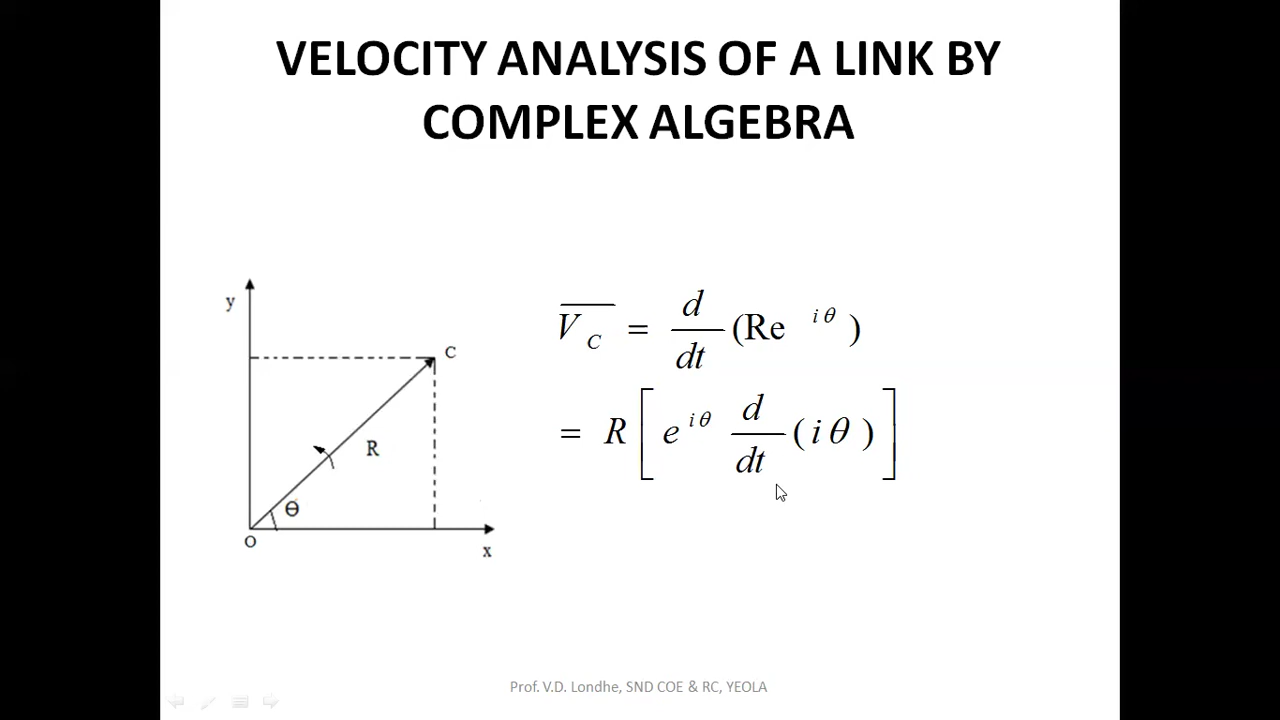 VELOCITY ANALYSIS OF A LINK BY
COMPLEX ALGEBRA
y
C
R
Θ
O
x
V_C = d/dt (Re^{iθ})
= R [ e^{iθ} d/dt (iθ) ]
Prof. V.D. Londhe, SND COE & RC, YEOLA